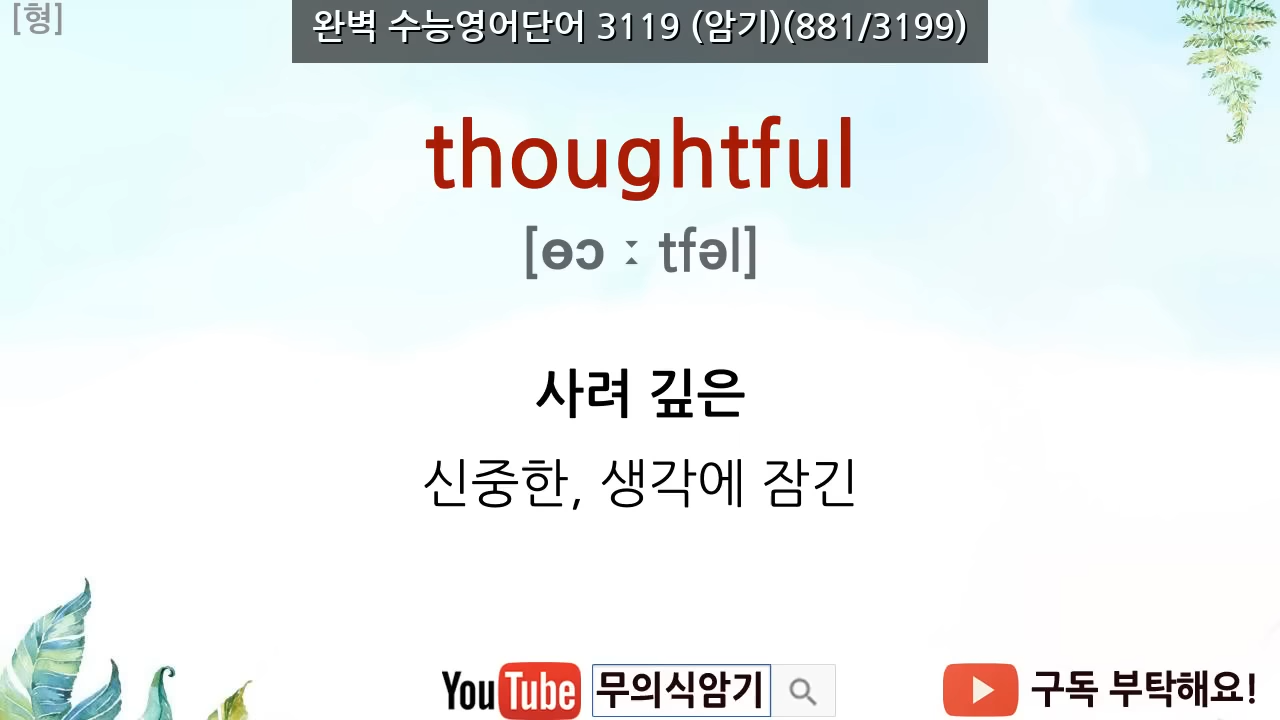 [형]
완벽 수능영어단어 3119 (암기)(881/3199)
thoughtful
[ɵɔːtfəl]
사려 깊은
신중한, 생각에 잠긴
YouTube 무의식암기
구독 부탁해요!